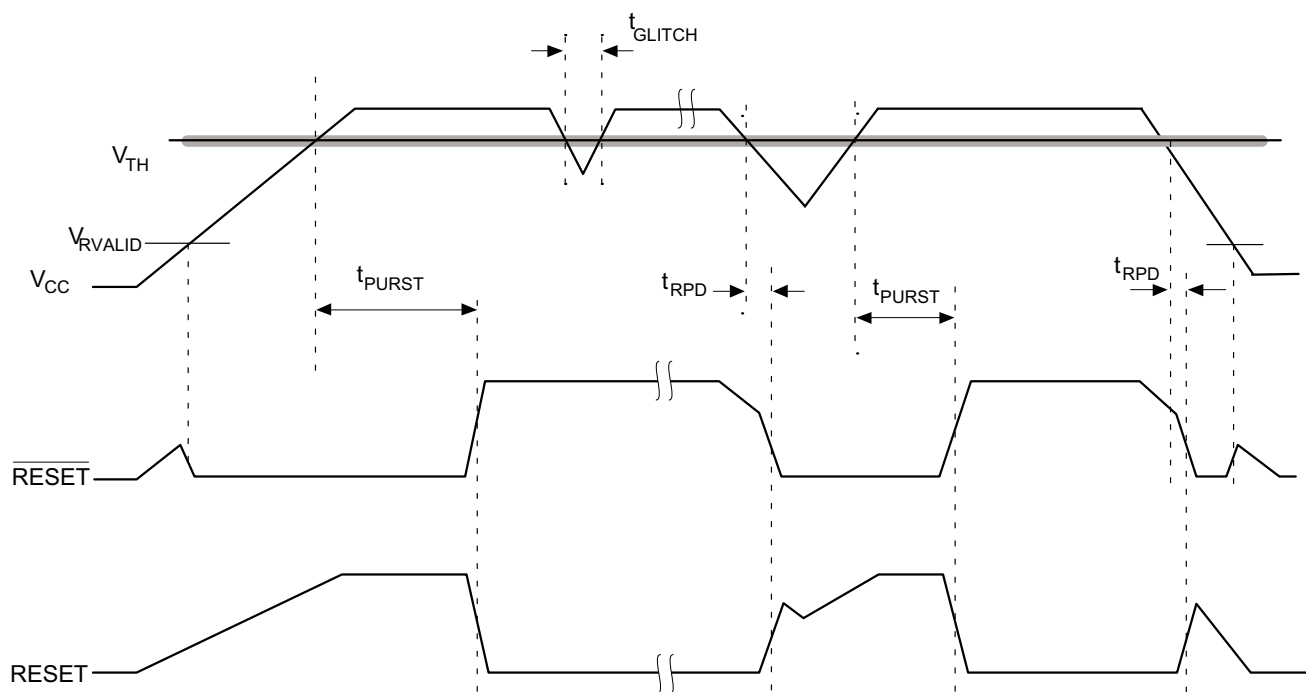 tGLITCH
VTH
VRVALID
VCC
tPURST
tRPD
tPURST
tRPD
RESET
RESET